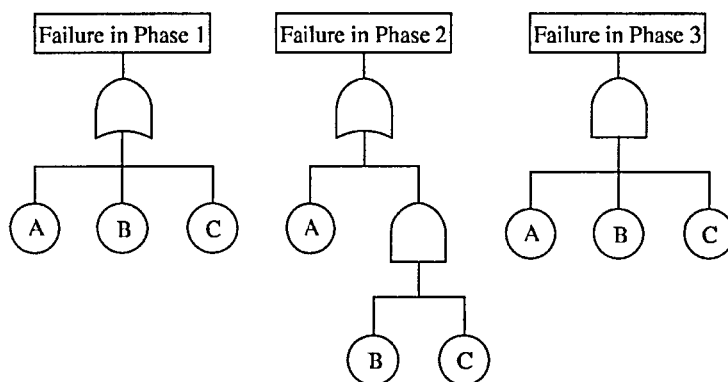 Failure in Phase 1
Failure in Phase 2
Failure in Phase 3
A
B
C
A
A
B
C
B
C